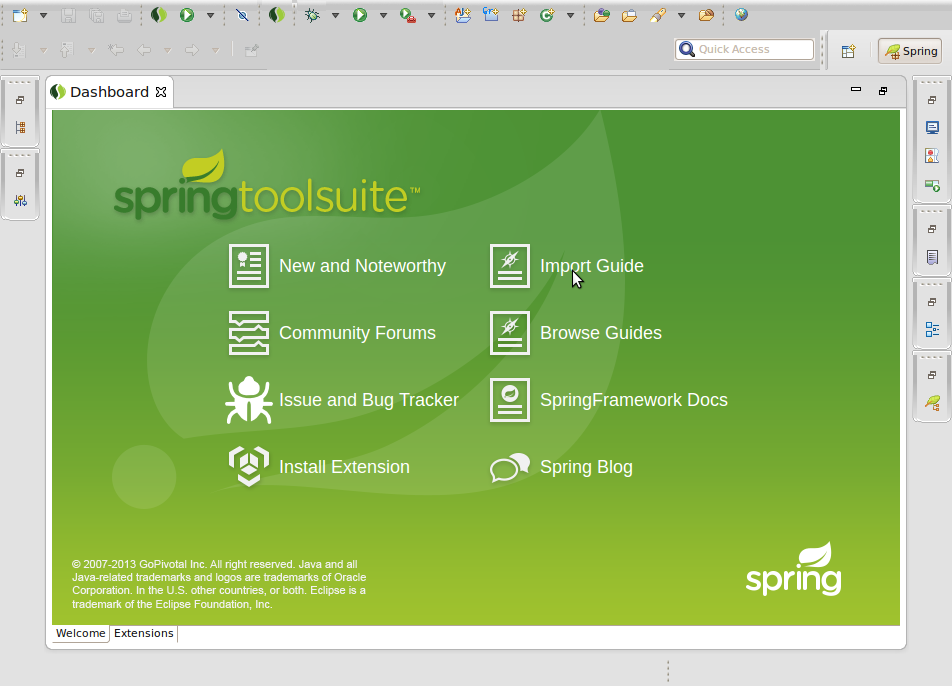 Quick Access
Spring
Dashboard
springtoolsuite™
New and Noteworthy
Import Guide
Community Forums
Browse Guides
Issue and Bug Tracker
SpringFramework Docs
Install Extension
Spring Blog
© 2007-2013 GoPivotal Inc. All right reserved. Java and all
Java-related trademarks and logos are trademarks of Oracle
Corporation. In the U.S. other countries, or both. Eclipse is a
trademark of the Eclipse Foundation, Inc.
spring
Welcome
Extensions